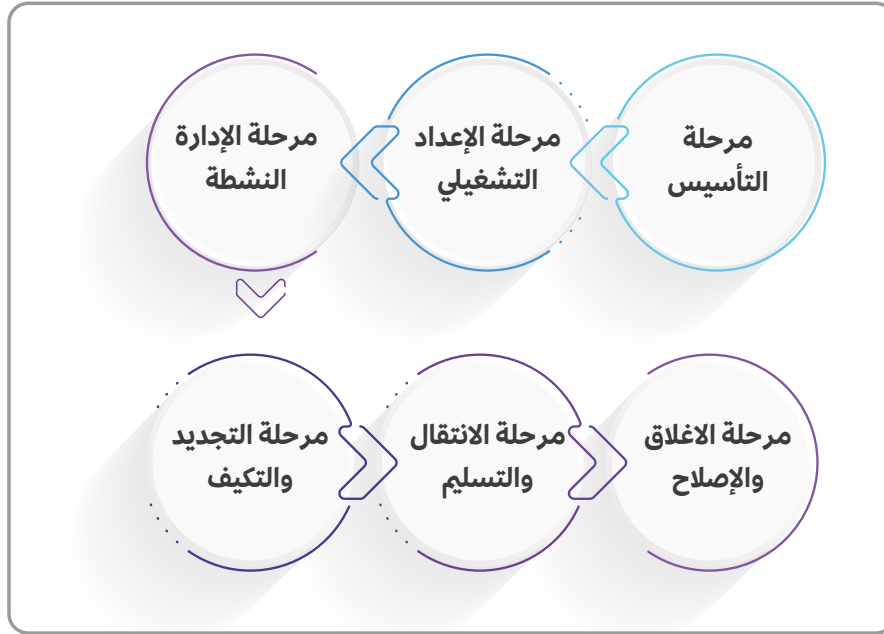 مرحلة
التأسيس
مرحلة الإعداد
التشغيلي
مرحلة الإدارة
النشطة
مرحلة التجديد
والتكيف
مرحلة الانتقال
والتسليم
مرحلة الاغلاق
والإصلاح